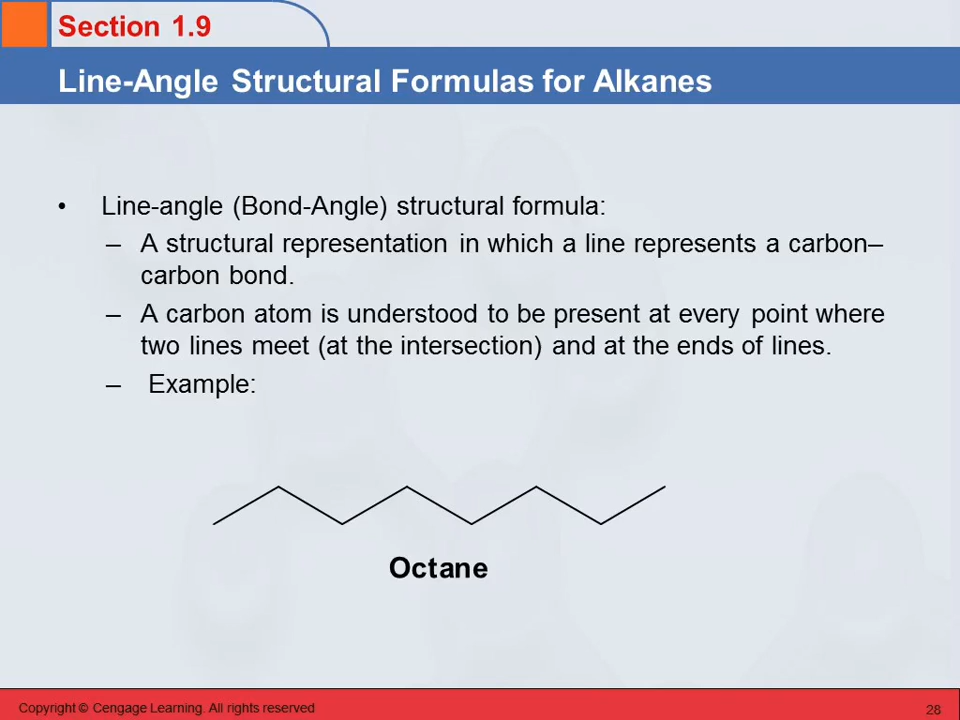 Section 1.9
Line-Angle Structural Formulas for Alkanes
• Line-angle (Bond-Angle) structural formula:
– A structural representation in which a line represents a carbon–
carbon bond.
– A carbon atom is understood to be present at every point where
two lines meet (at the intersection) and at the ends of lines.
– Example:
Octane
Copyright © Cengage Learning. All rights reserved
28